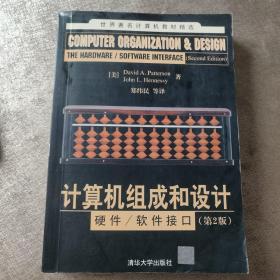 世界著名计算机教材精选
COMPUTER ORGANIZATION & DESIGN
THE HARDWARE / SOFTWARE INTERFACE (Second Edition)
[美] David A. Patterson
John L. Hennessy 著
郑纬民 等译
计算机组成和设计
硬件/软件接口(第2版)
清华大学出版社